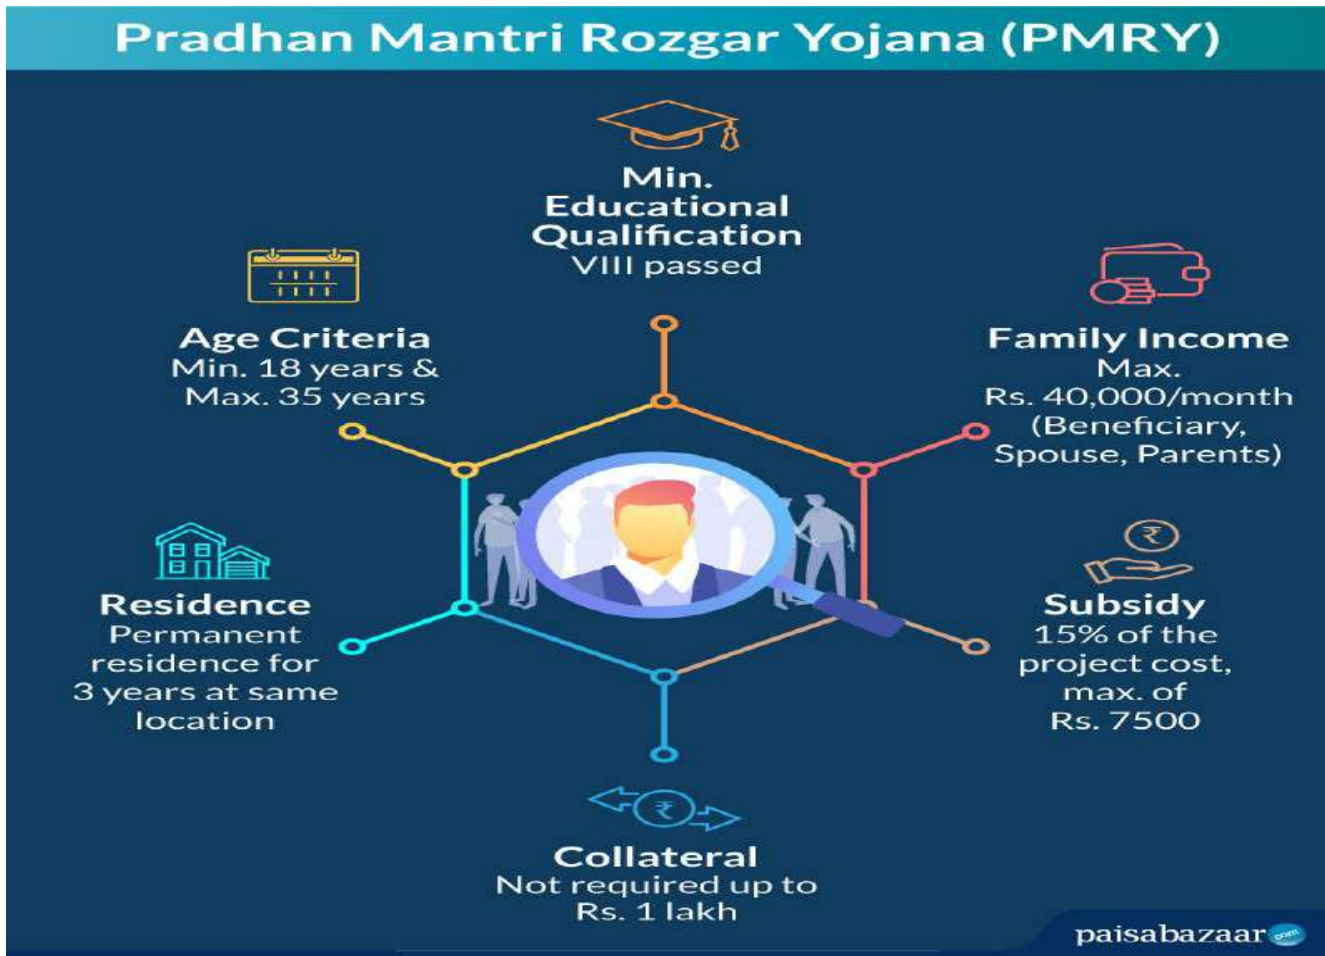 Pradhan Mantri Rozgar Yojana (PMRY)
Min.
Educational
Qualification
VIII passed
Age Criteria
Min. 18 years &
Max. 35 years
Family Income
Max.
Rs. 40,000/month
(Beneficiary,
Spouse, Parents)
Residence
Permanent
residence for
3 years at same
location
Subsidy
15% of the
project cost,
max. of
Rs. 7500
Collateral
Not required up to
Rs. 1 lakh
paisabazaar.com